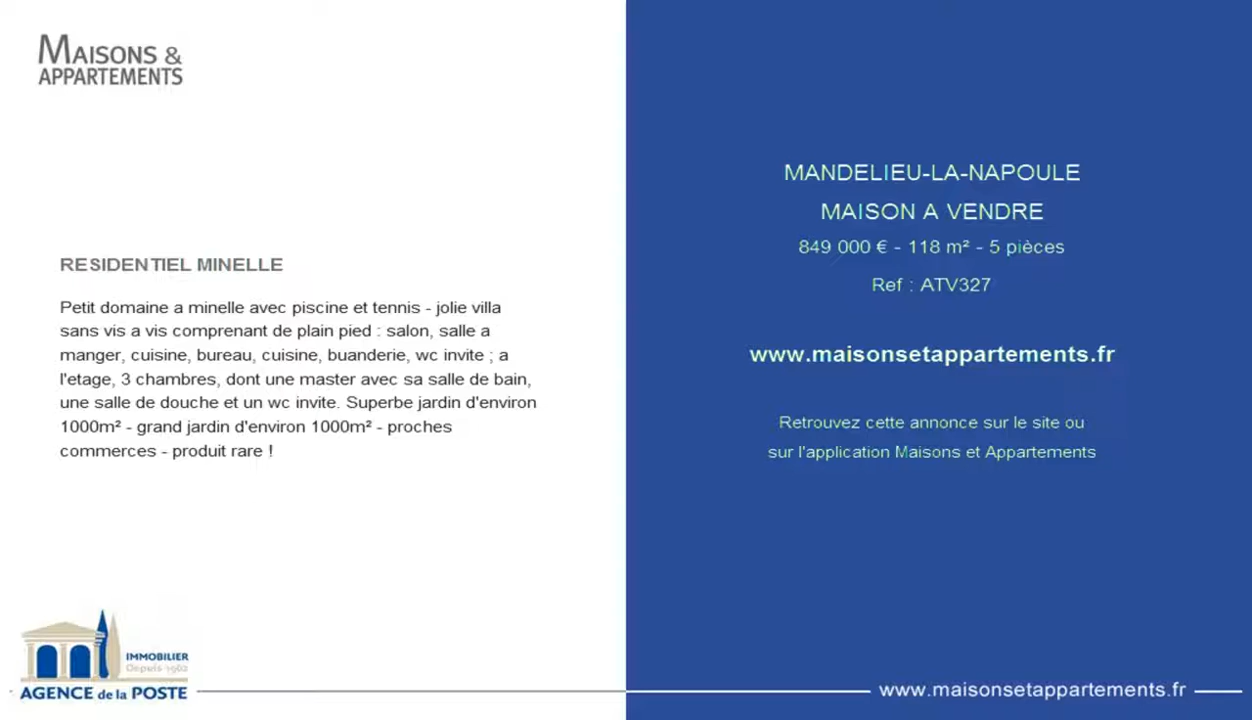 MAISONS &
APPARTEMENTS
RESIDENTIEL MINELLE
Petit domaine a minelle avec piscine et tennis - jolie villa
sans vis a vis comprenant de plain pied : salon, salle a
manger, cuisine, bureau, cuisine, buanderie, wc invite ; a
l'etage, 3 chambres, dont une master avec sa salle de bain,
une salle de douche et un wc invite. Superbe jardin d'environ
1000m² - grand jardin d'environ 1000m² - proches
commerces - produit rare !
IMMOBILIER
Depuis 1962
AGENCE de la POSTE
MANDELIEU-LA-NAPOULE
MAISON A VENDRE
849 000 € - 118 m² - 5 pièces
Ref : ATV327
www.maisonsetappartements.fr
Retrouvez cette annonce sur le site ou
sur l'application Maisons et Appartements
www.maisonsetappartements.fr